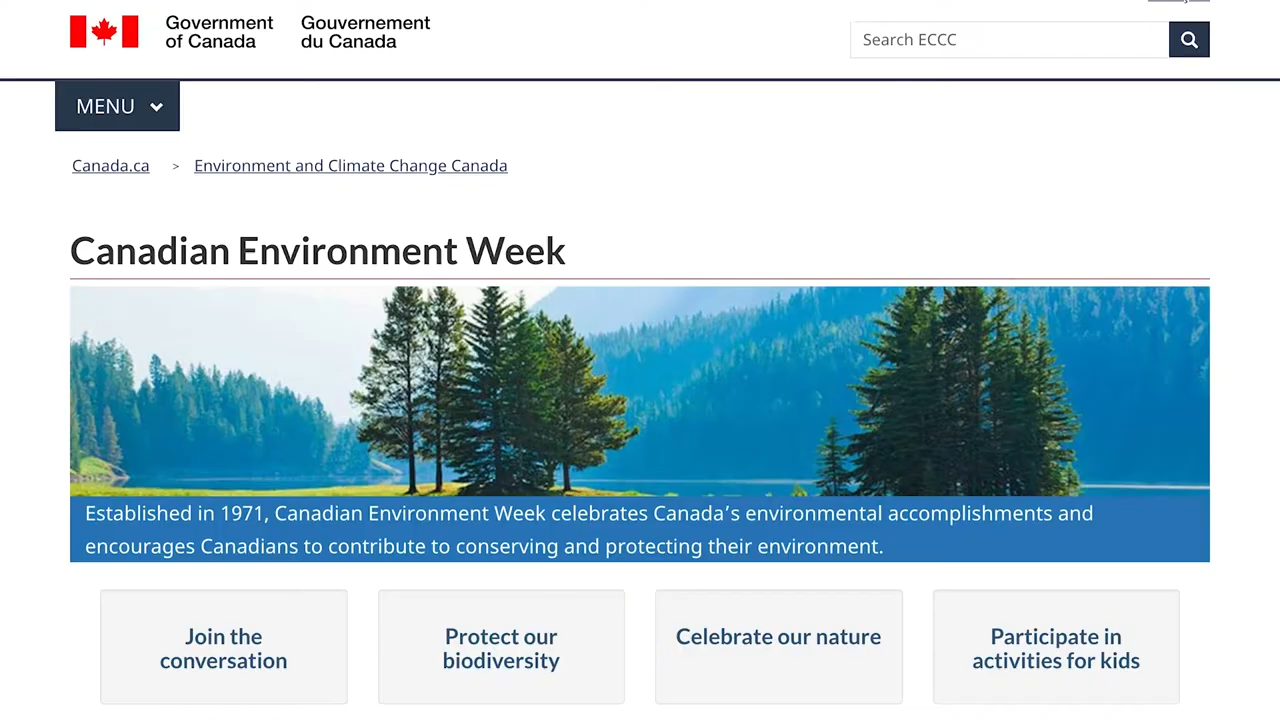 Government
of Canada
Gouvernement
du Canada
Search ECCC
MENU
Canada.ca > Environment and Climate Change Canada
Canadian Environment Week
Established in 1971, Canadian Environment Week celebrates Canada's environmental accomplishments and
encourages Canadians to contribute to conserving and protecting their environment.
Join the
conversation
Protect our
biodiversity
Celebrate our nature
Participate in
activities for kids